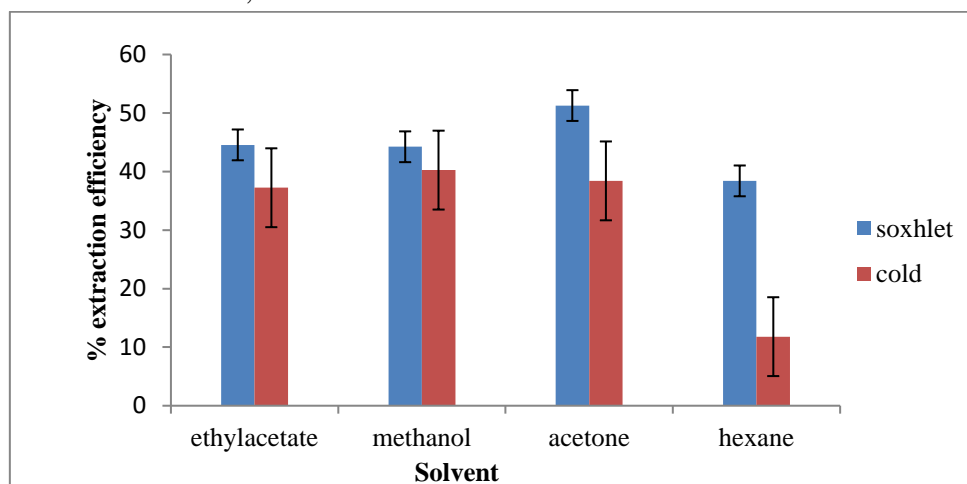 60
50
40
30
20
10
0
% extraction efficiency
ethylacetate methanol acetone hexane
Solvent
soxhlet
cold